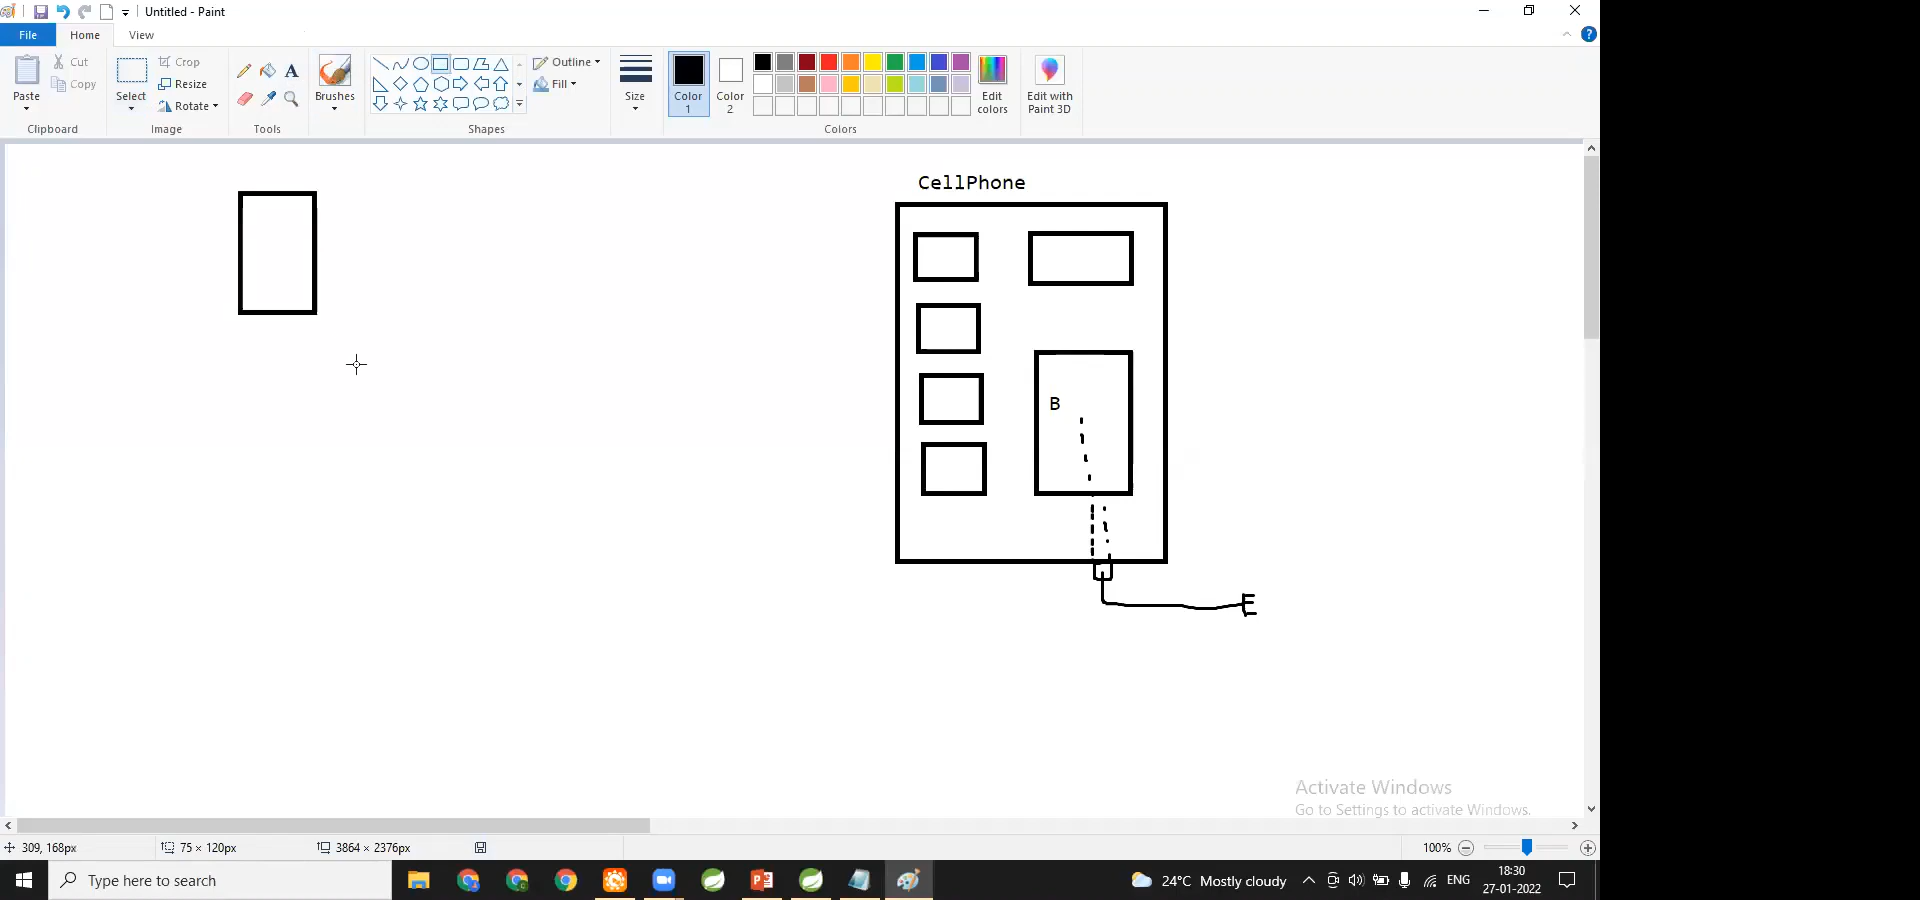 Untitled - Paint
File Home View
Paste
Cut
Copy
Clipboard
Select
Crop
Resize
Rotate
Image
A
Tools
Brushes
Shapes
Outline
Fill
Size
Color 1
Color 2
Edit colors
Colors
Edit with Paint 3D
?
CellPhone
B
Activate Windows
Go to Settings to activate Windows.
309, 168px
75 × 120px
3864 × 2376px
100%
Type here to search
24°C Mostly cloudy
ENG
18:30
27-01-2022